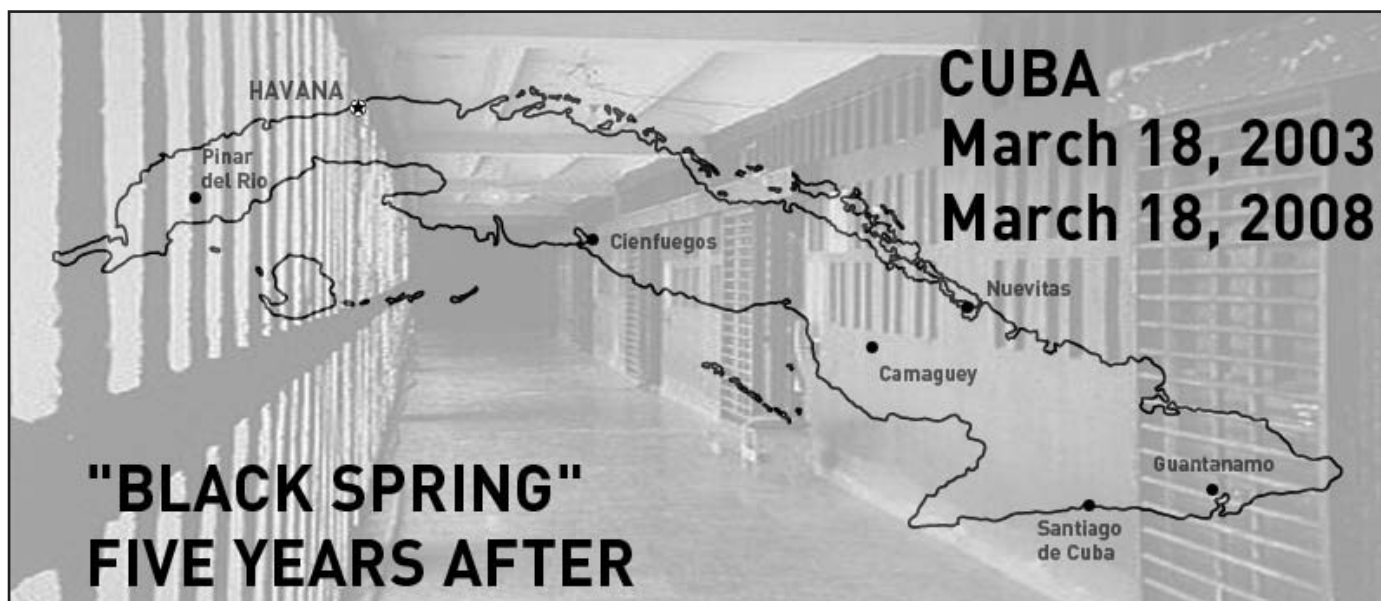 CUBA
March 18, 2003
March 18, 2008
HAVANA
Pinar
del Rio
Cienfuegos
Nuevitas
Camaguey
Guantanamo
Santiago
de Cuba
"BLACK SPRING"
FIVE YEARS AFTER